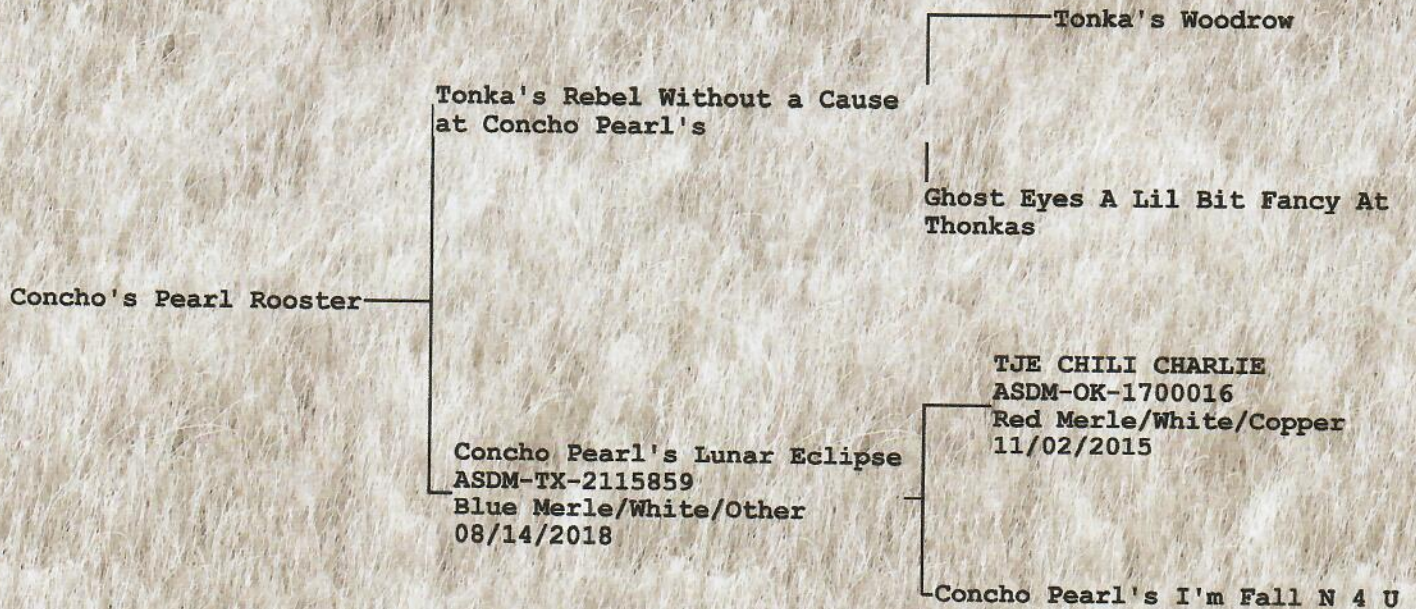 Tonka's Woodrow
Tonka's Rebel Without a Cause
at Concho Pearl's
Ghost Eyes A Lil Bit Fancy At
Thonkas
Concho's Pearl Rooster
TJE CHILI CHARLIE
ASDM-OK-1700016
Red Merle/White/Copper
11/02/2015
Concho Pearl's Lunar Eclipse
ASDM-TX-2115859
Blue Merle/White/Other
08/14/2018
Concho Pearl's I'm Fall N 4 U